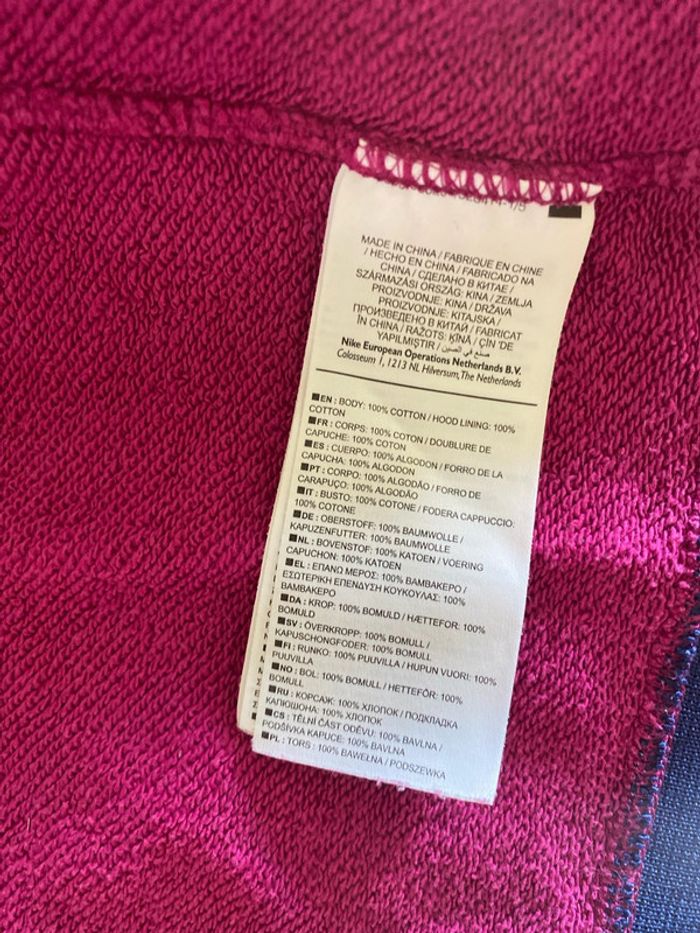 MADE IN CHINA / FABRIQUE EN CHINE
/ HECHO EN CHINA / FABRICADO NA
CHINA / СДЕЛАНО В КИТАЕ /
SZÁRMAZÁSI ORSZÁG: KINA / ZEMLJA
PROIZVODNJE: KINA / DRŽAVA
PROIZVODNJE: KITAJSKA /
ПРОИЗВЕДЕНО В КИТАЙ / FABRICAT
ÎN CHINA / RAŽOTS: ĶĪNĀ / ÇİN 'DE
YAPILMIŞTIR / صنع في الصين
Nike European Operations Netherlands B.V.
Colosseum 1, 1213 NL Hilversum, The Netherlands
EN : BODY: 100% COTTON / HOOD LINING: 100%
COTTON
FR : CORPS: 100% COTON / DOUBLURE DE
CAPUCHE: 100% COTON
ES : CUERPO: 100% ALGODON / FORRO DE LA
CAPUCHA: 100% ALGODON
PT : CORPO: 100% ALGODÃO / FORRO DE
CARAPUÇO: 100% ALGODÃO
IT : BUSTO: 100% COTONE / FODERA CAPPUCCIO:
100% COTONE
DE : OBERSTOFF: 100% BAUMWOLLE /
KAPUZENFUTTER: 100% BAUMWOLLE
NL : BOVENSTOF: 100% KATOEN / VOERING
CAPUCHON: 100% KATOEN
EL : ΕΠΑΝΩ ΜΕΡΟΣ: 100% ΒΑΜΒΑΚΕΡΟ /
ΕΣΩΤΕΡΙΚΗ ΕΠΕΝΔΥΣΗ ΚΟΥΚΟΥΛΑΣ: 100%
ΒΑΜΒΑΚΕΡΟ
DA : KROP: 100% BOMULD / HÆTTEFOR: 100%
BOMULD
SV : ÖVERKROPP: 100% BOMULL /
KAPUSCHONGFODER: 100% BOMULL
FI : RUNKO: 100% PUUVILLA / HUPUN VUORI: 100%
PUUVILLA
NO : BOL: 100% BOMULL / HETTEFÔR: 100%
BOMULL
RU : КОРСАЖ: 100% ХЛОПОК / ПОДКЛАДКА
КАПЮШОНА: 100% ХЛОПОК
CS : TĚLNÍ ČÁST ODĚVU: 100% BAVLNA /
PODŠÍVKA KAPUCE: 100% BAVLNA
PL : TORS : 100% BAWEŁNA / PODSZEWKA